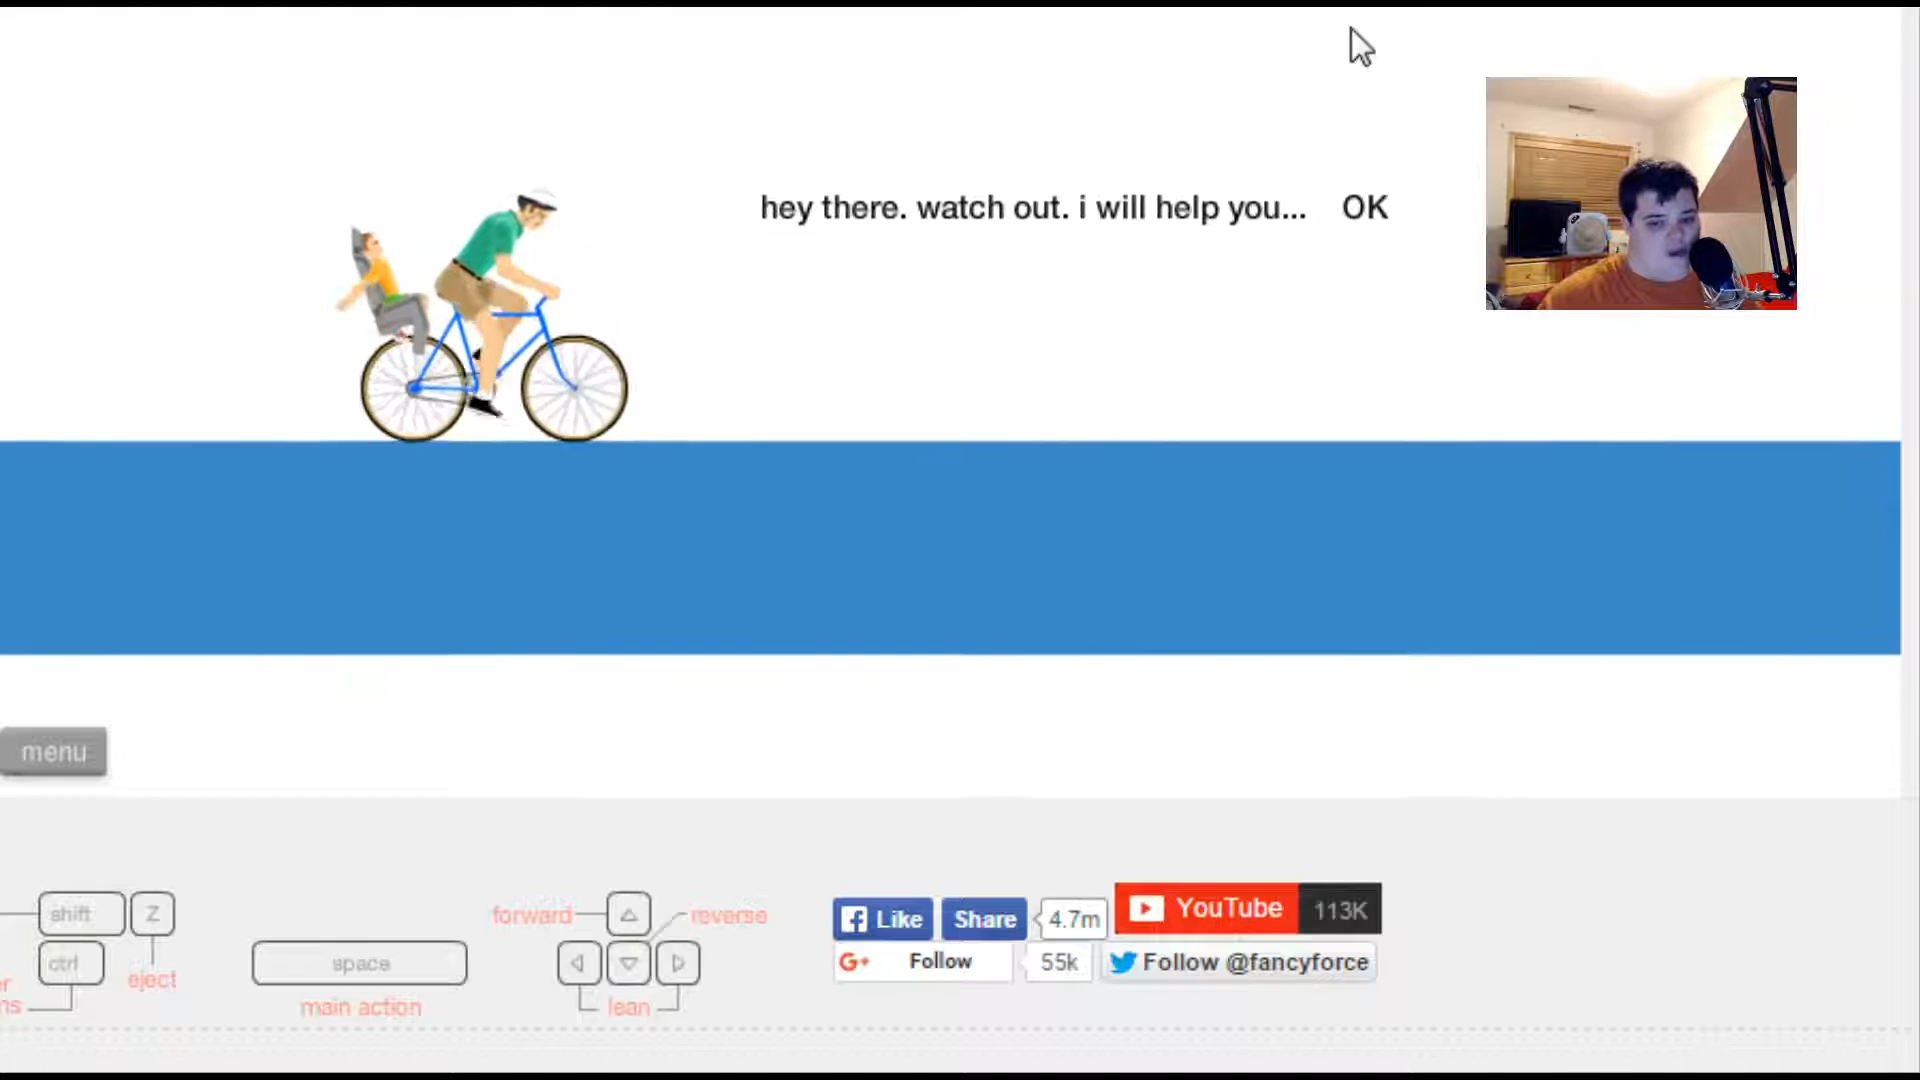 hey there. watch out. i will help you... OK
menu
shift Z
ctrl
eject
space
main action
forward
reverse
lean
Like Share 4.7m
YouTube 113K
G+ Follow 55k
Follow @fancyforce